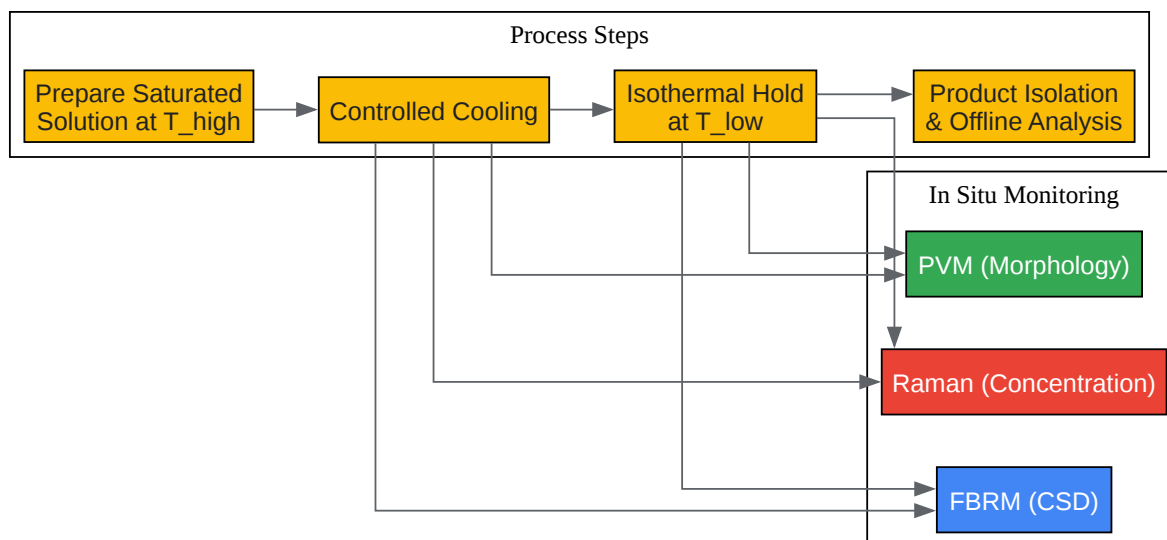 Process Steps
Prepare Saturated
Solution at T_high
Controlled Cooling
Isothermal Hold
at T_low
Product Isolation
& Offline Analysis
In Situ Monitoring
PVM (Morphology)
Raman (Concentration)
FBRM (CSD)